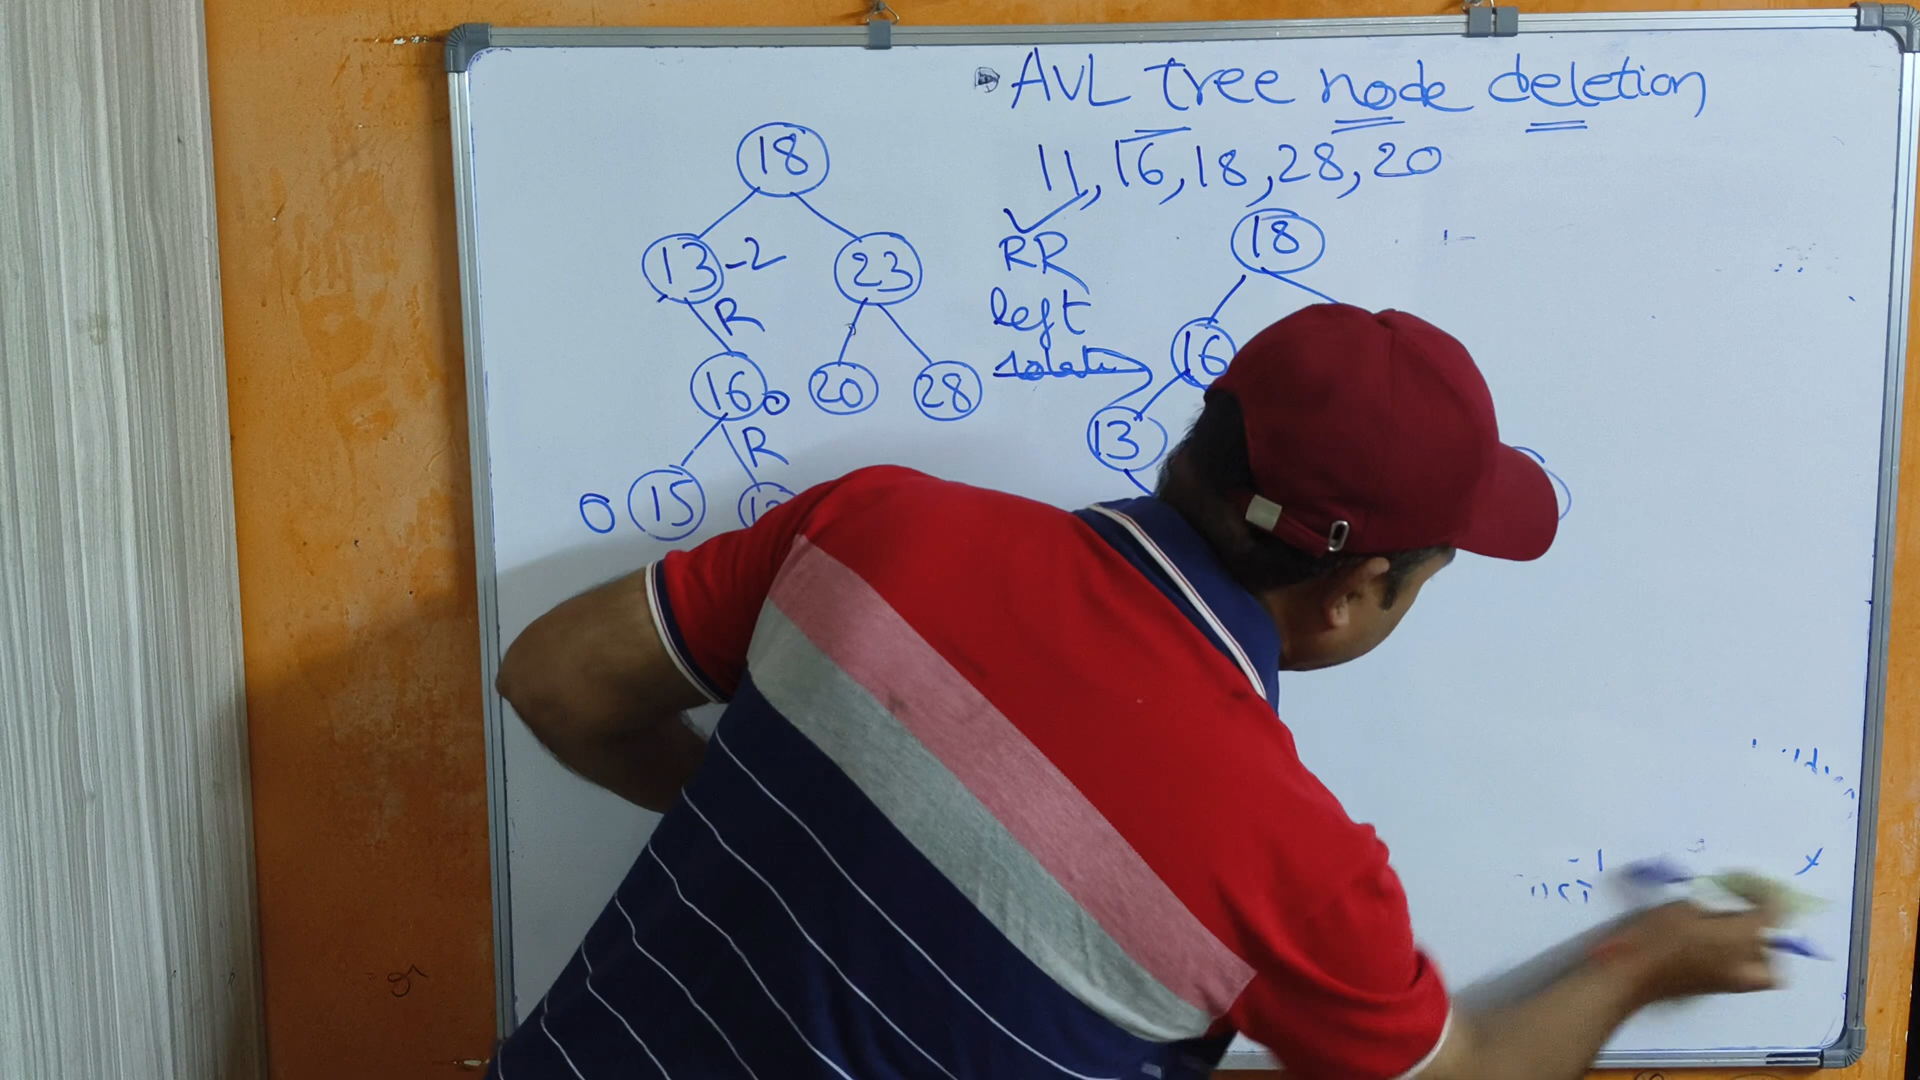 AVL tree node deletion
11, 16, 18, 28, 20
18
13 -2
23
R
16 0
20
28
R
0
15
RR
left
rotate
18
16
13